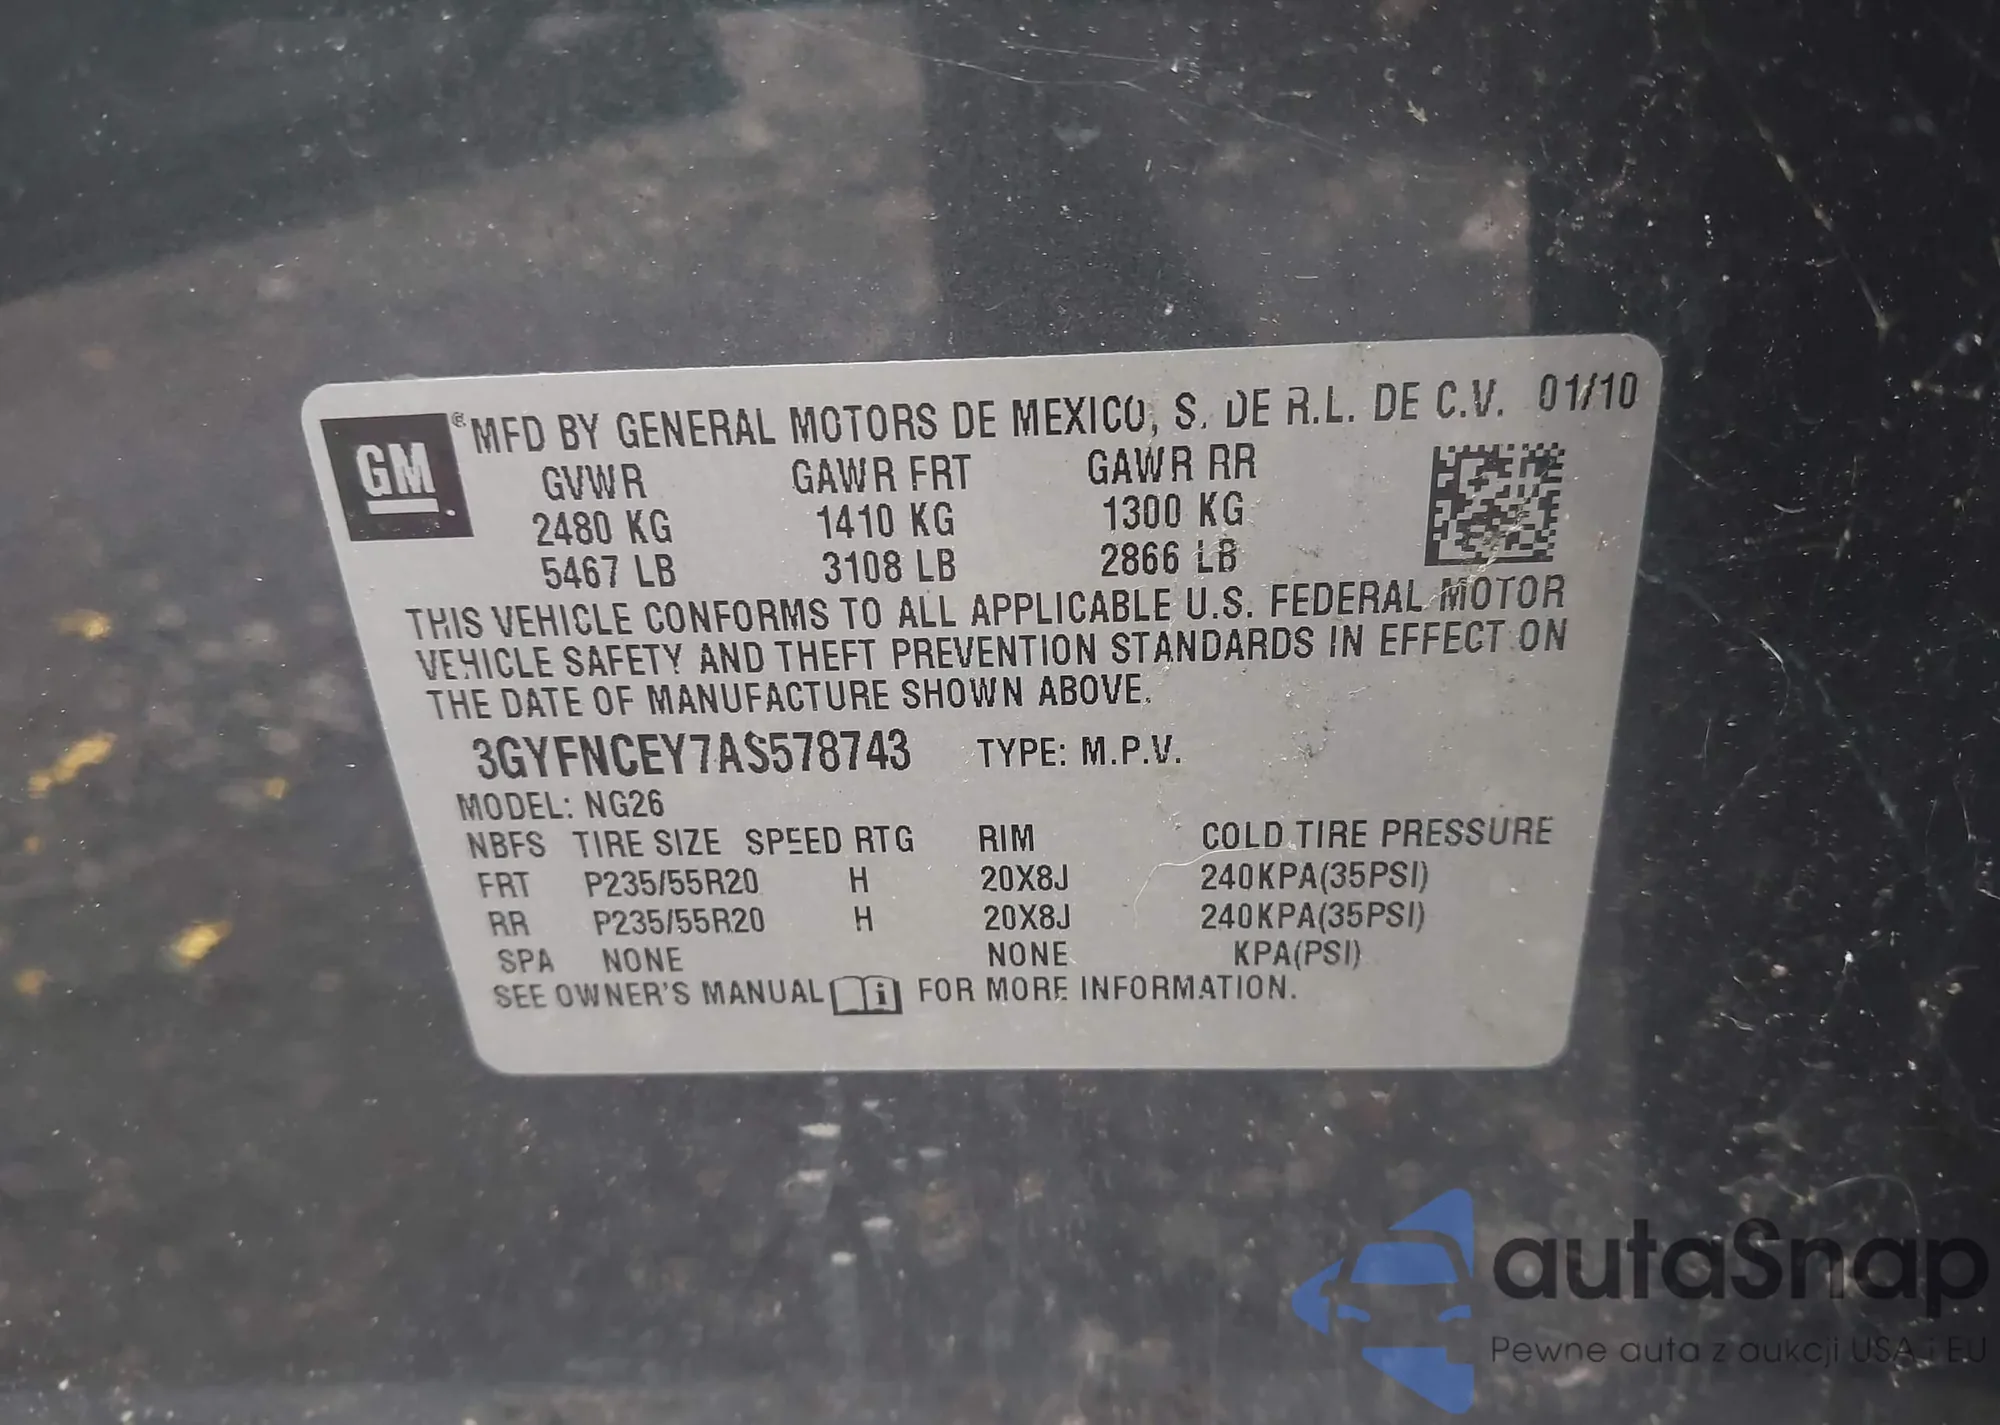 GM ® MFD BY GENERAL MOTORS DE MEXICO, S. DE R.L. DE C.V. 01/10
GVWR GAWR FRT GAWR RR
2480 KG 1410 KG 1300 KG
5467 LB 3108 LB 2866 LB
THIS VEHICLE CONFORMS TO ALL APPLICABLE U.S. FEDERAL MOTOR
VEHICLE SAFETY AND THEFT PREVENTION STANDARDS IN EFFECT ON
THE DATE OF MANUFACTURE SHOWN ABOVE.
3GYFNCEY7AS578743 TYPE: M.P.V.
MODEL: NG26
NBFS TIRE SIZE SPEED RTG RIM COLD TIRE PRESSURE
FRT P235/55R20 H 20X8J 240KPA(35PSI)
RR P235/55R20 H 20X8J 240KPA(35PSI)
SPA NONE NONE KPA(PSI)
SEE OWNER'S MANUAL i FOR MORE INFORMATION.
autaSnap
Pewne auta z aukcji USA i EU